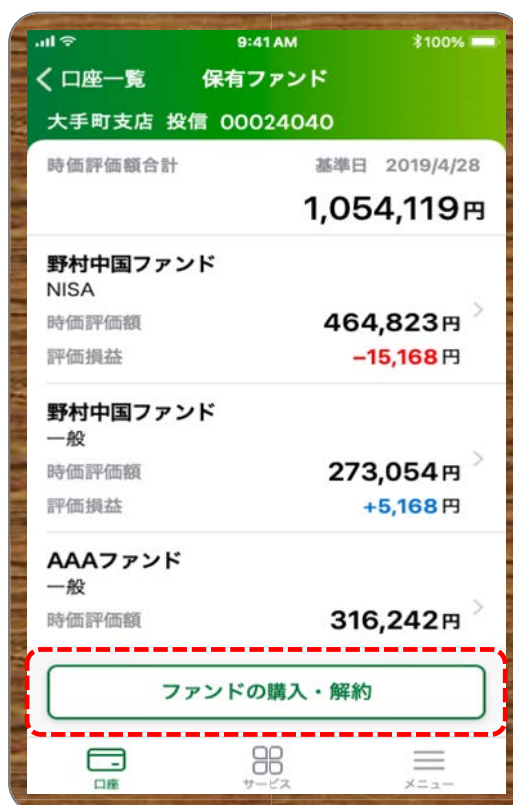 9:41 AM 100%
口座一覧 保有ファンド
大手町支店 投信 00024040
時価評価額合計 基準日 2019/4/28
1,054,119円
野村中国ファンド
NISA
時価評価額 464,823円
評価損益 −15,168円
野村中国ファンド
一般
時価評価額 273,054円
評価損益 +5,168円
AAAファンド
一般
時価評価額 316,242円
ファンドの購入・解約
口座 サービス メニュー